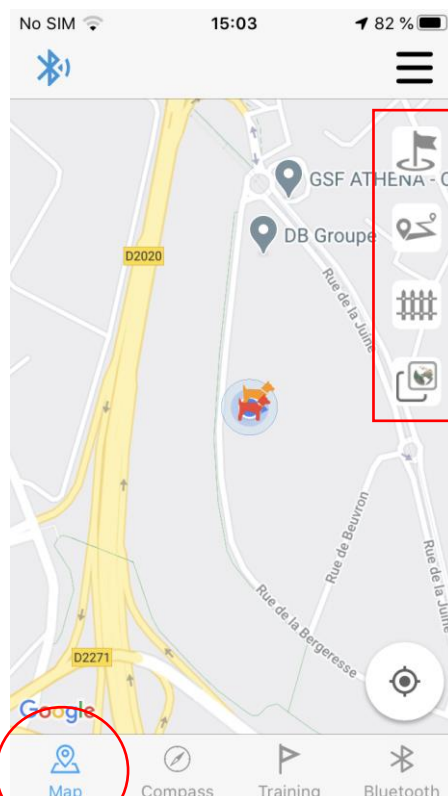 No SIM 15:03 82 %
GSF ATHENA - C
DB Groupe
D2020
Rue de la Juine
Rue de Beuvron
Rue de la Juine
Rue de la Bergeresse
D2271
Google
Map Compass Training Bluetooth